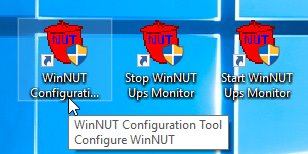 NUT
NUT
NUT
WinNUT
Configurati...
Stop WinNUT
Ups Monitor
Start WinNUT
Ups Monitor
WinNUT Configuration Tool
Configure WinNUT